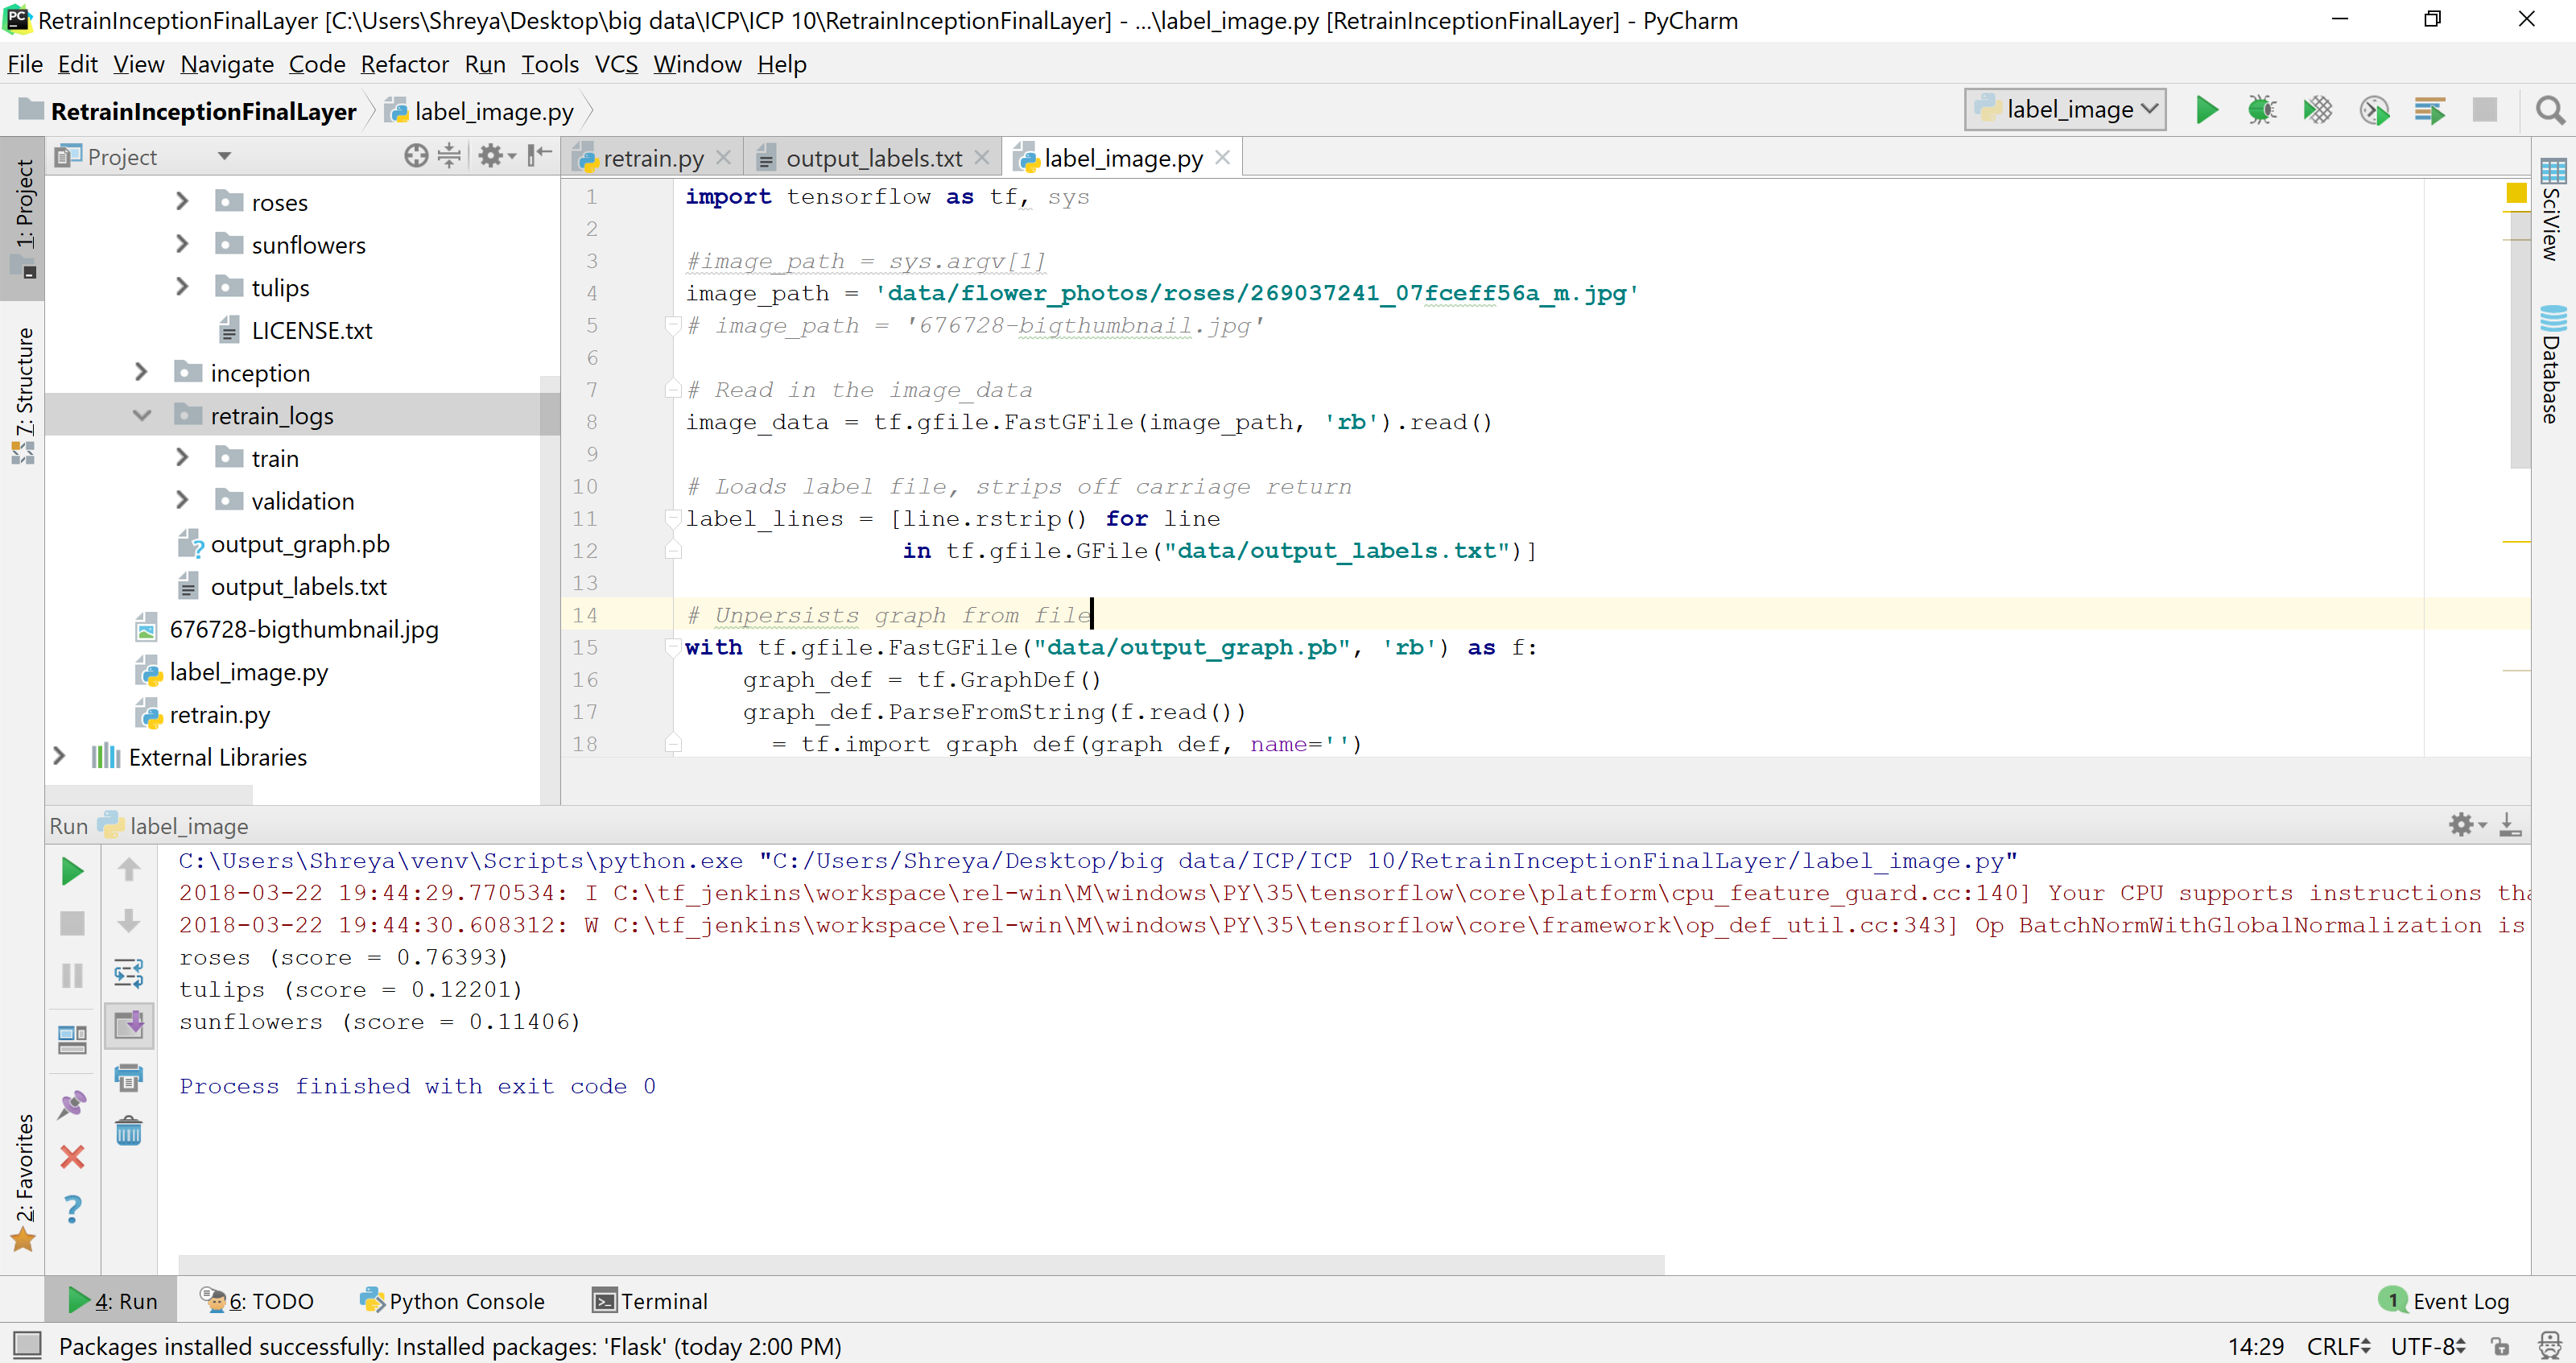 RetrainInceptionFinalLayer [C:\Users\Shreya\Desktop\big data\ICP\ICP 10\RetrainInceptionFinalLayer] - ...\label_image.py [RetrainInceptionFinalLayer] - PyCharm
File Edit View Navigate Code Refactor Run Tools VCS Window Help
RetrainInceptionFinalLayer label_image.py label_image
1: Project
7: Structure
2: Favorites
Project
roses
sunflowers
tulips
LICENSE.txt
inception
retrain_logs
train
validation
output_graph.pb
output_labels.txt
676728-bigthumbnail.jpg
label_image.py
retrain.py
External Libraries
retrain.py output_labels.txt label_image.py
1 import tensorflow as tf, sys
2
3 #image_path = sys.argv[1]
4 image_path = 'data/flower_photos/roses/269037241_07fceff56a_m.jpg'
5 # image_path = '676728-bigthumbnail.jpg'
6
7 # Read in the image_data
8 image_data = tf.gfile.FastGFile(image_path, 'rb').read()
9
10 # Loads label file, strips off carriage return
11 label_lines = [line.rstrip() for line
12 in tf.gfile.GFile("data/output_labels.txt")]
13
14 # Unpersists graph from file
15 with tf.gfile.FastGFile("data/output_graph.pb", 'rb') as f:
16 graph_def = tf.GraphDef()
17 graph_def.ParseFromString(f.read())
18 = tf.import graph def(graph def, name='')
SciView
Database
Run label_image
C:\Users\Shreya\venv\Scripts\python.exe "C:/Users/Shreya/Desktop/big data/ICP/ICP 10/RetrainInceptionFinalLayer/label_image.py"
2018-03-22 19:44:29.770534: I C:\tf_jenkins\workspace\rel-win\M\windows\PY\35\tensorflow\core\platform\cpu_feature_guard.cc:140] Your CPU supports instructions tha
2018-03-22 19:44:30.608312: W C:\tf_jenkins\workspace\rel-win\M\windows\PY\35\tensorflow\core\framework\op_def_util.cc:343] Op BatchNormWithGlobalNormalization is
roses (score = 0.76393)
tulips (score = 0.12201)
sunflowers (score = 0.11406)
Process finished with exit code 0
4: Run 6: TODO Python Console Terminal 1 Event Log
Packages installed successfully: Installed packages: 'Flask' (today 2:00 PM) 14:29 CRLF UTF-8